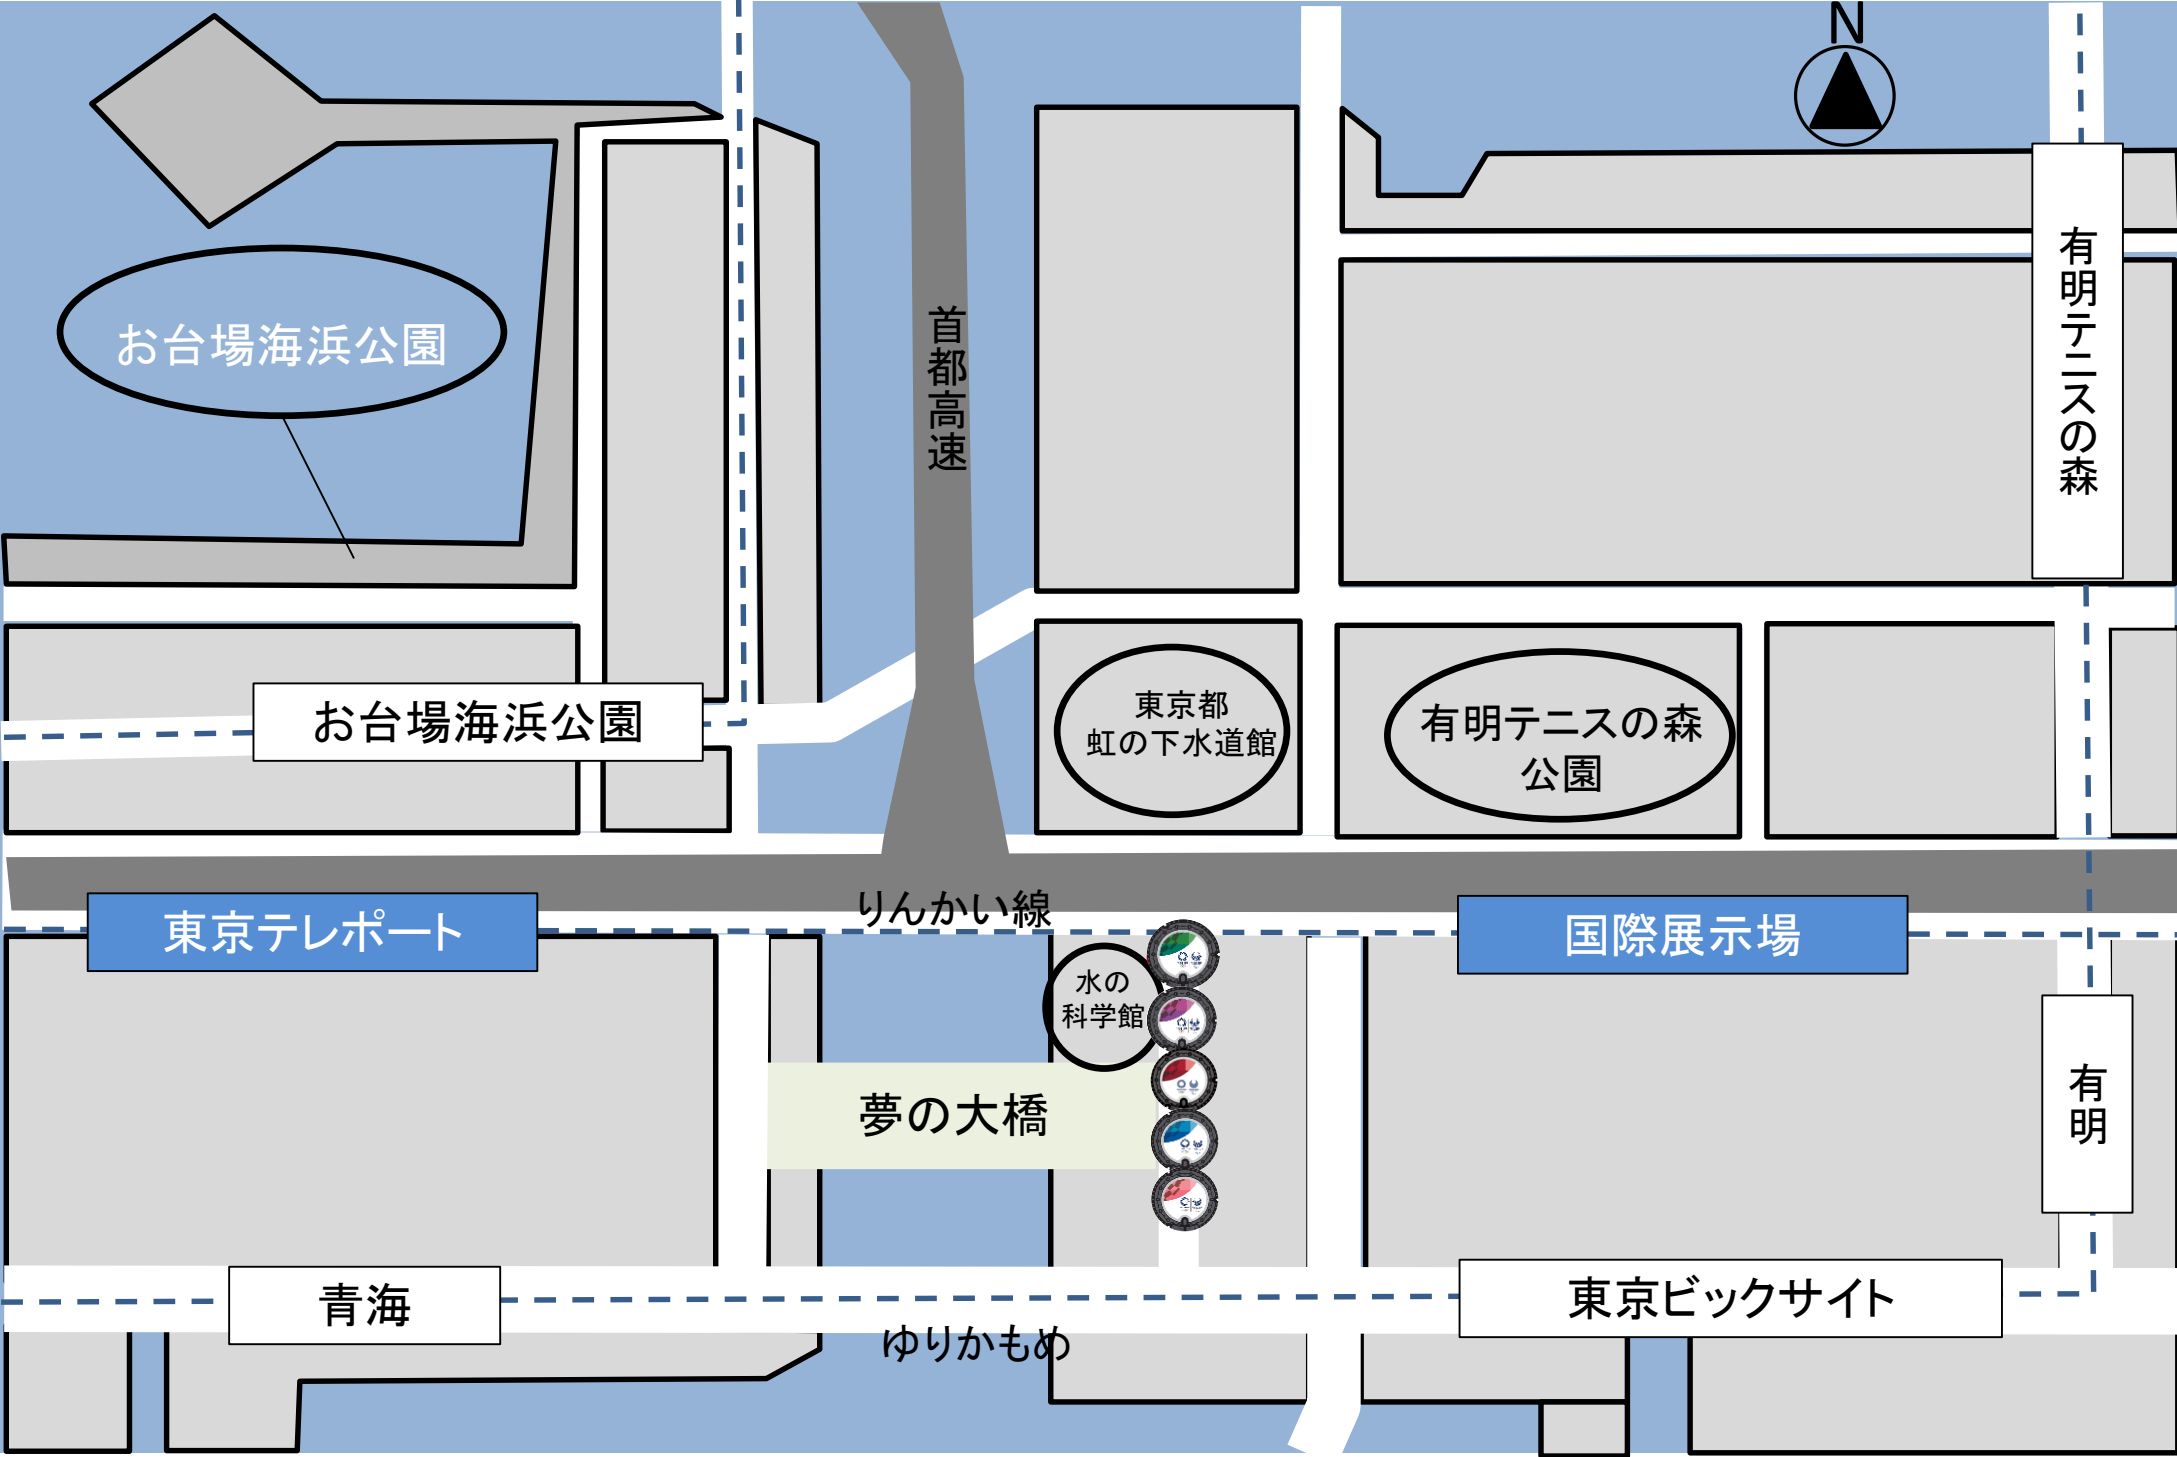 N
有明テニスの森
お台場海浜公園
首都高速
お台場海浜公園
東京都
虹の下水道館
有明テニスの森
公園
りんかい線
東京テレポート
国際展示場
水の
科学館
夢の大橋
有明
青海
東京ビックサイト
ゆりかもめ